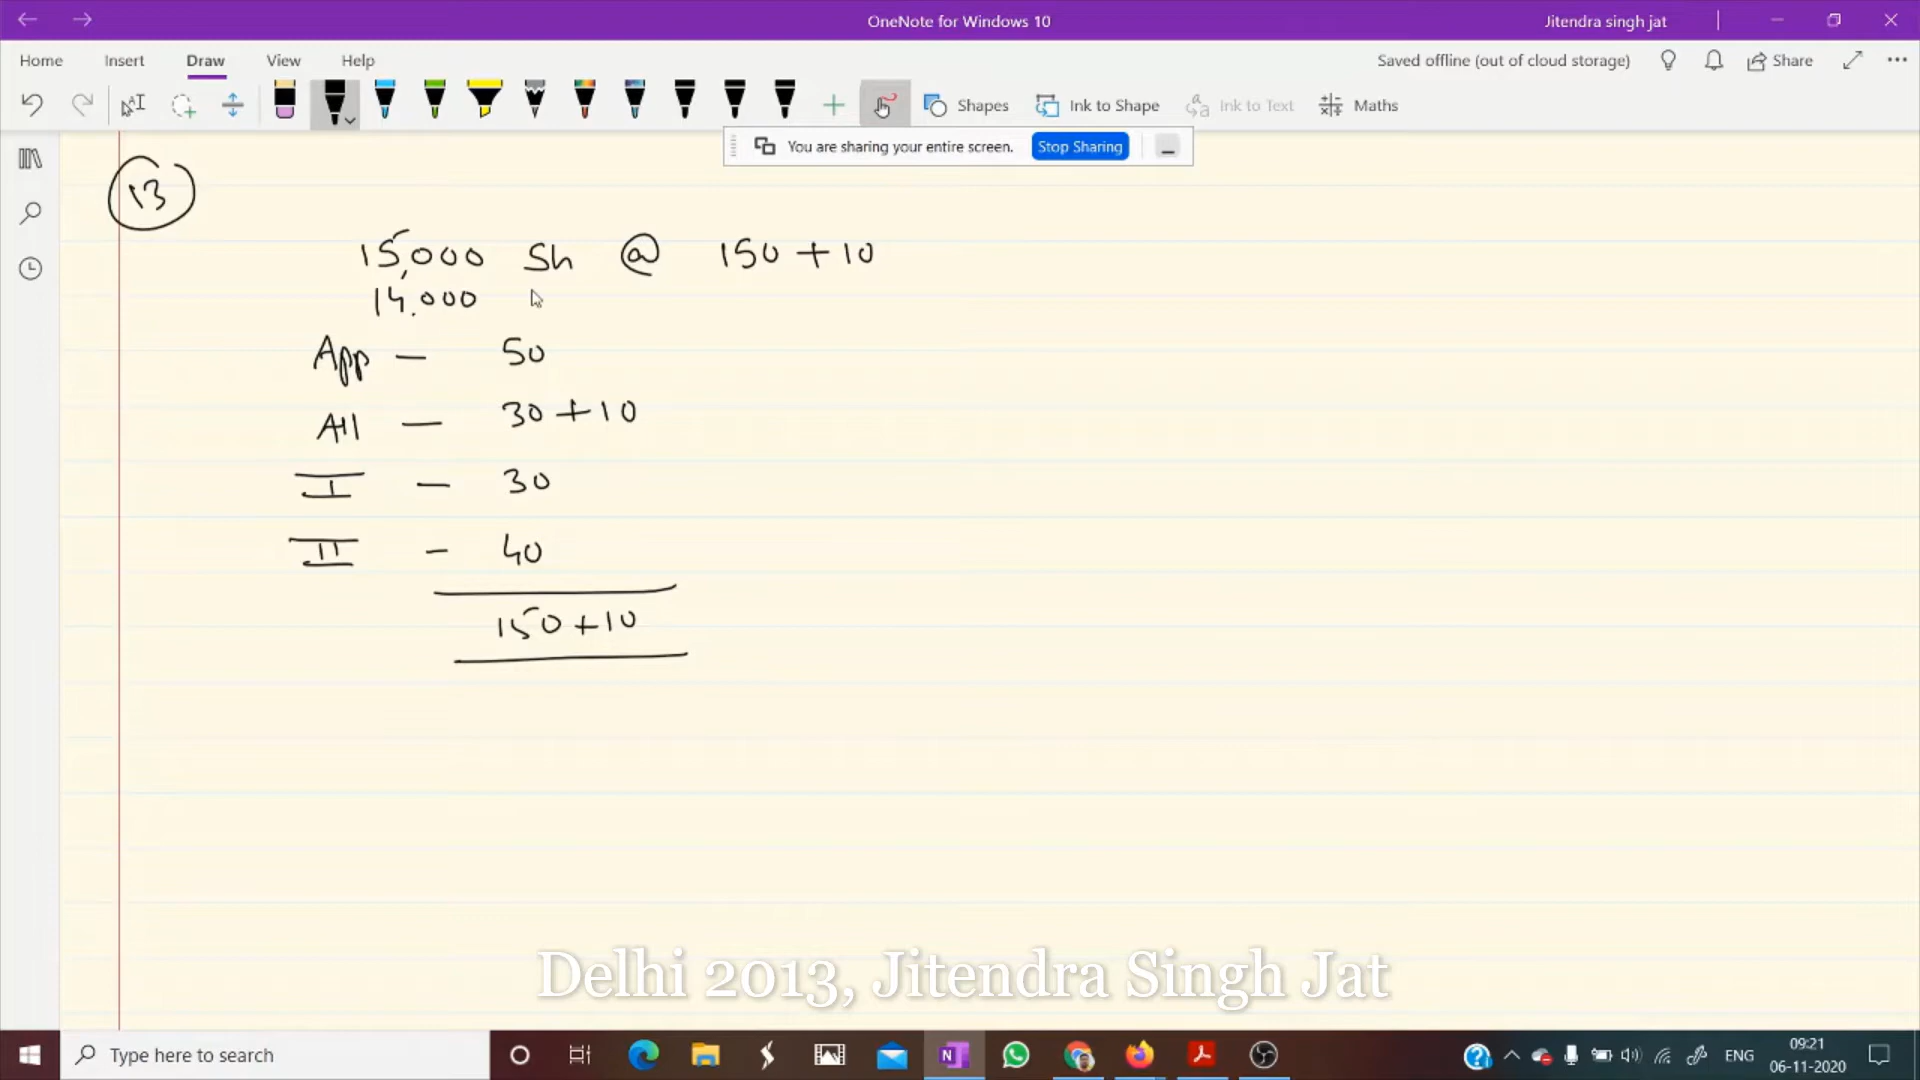 OneNote for Windows 10
Jitendra singh jat
Home Insert Draw View Help
Saved offline (out of cloud storage)
Share
Shapes
Ink to Shape
Ink to Text
Maths
You are sharing your entire screen.
Stop Sharing
13
15,000 Sh @ 150 + 10
14,000
App — 50
All — 30 + 10
I — 30
II - 40
150 + 10
Delhi 2013, Jitendra Singh Jat
Type here to search
ENG
09:21
06-11-2020